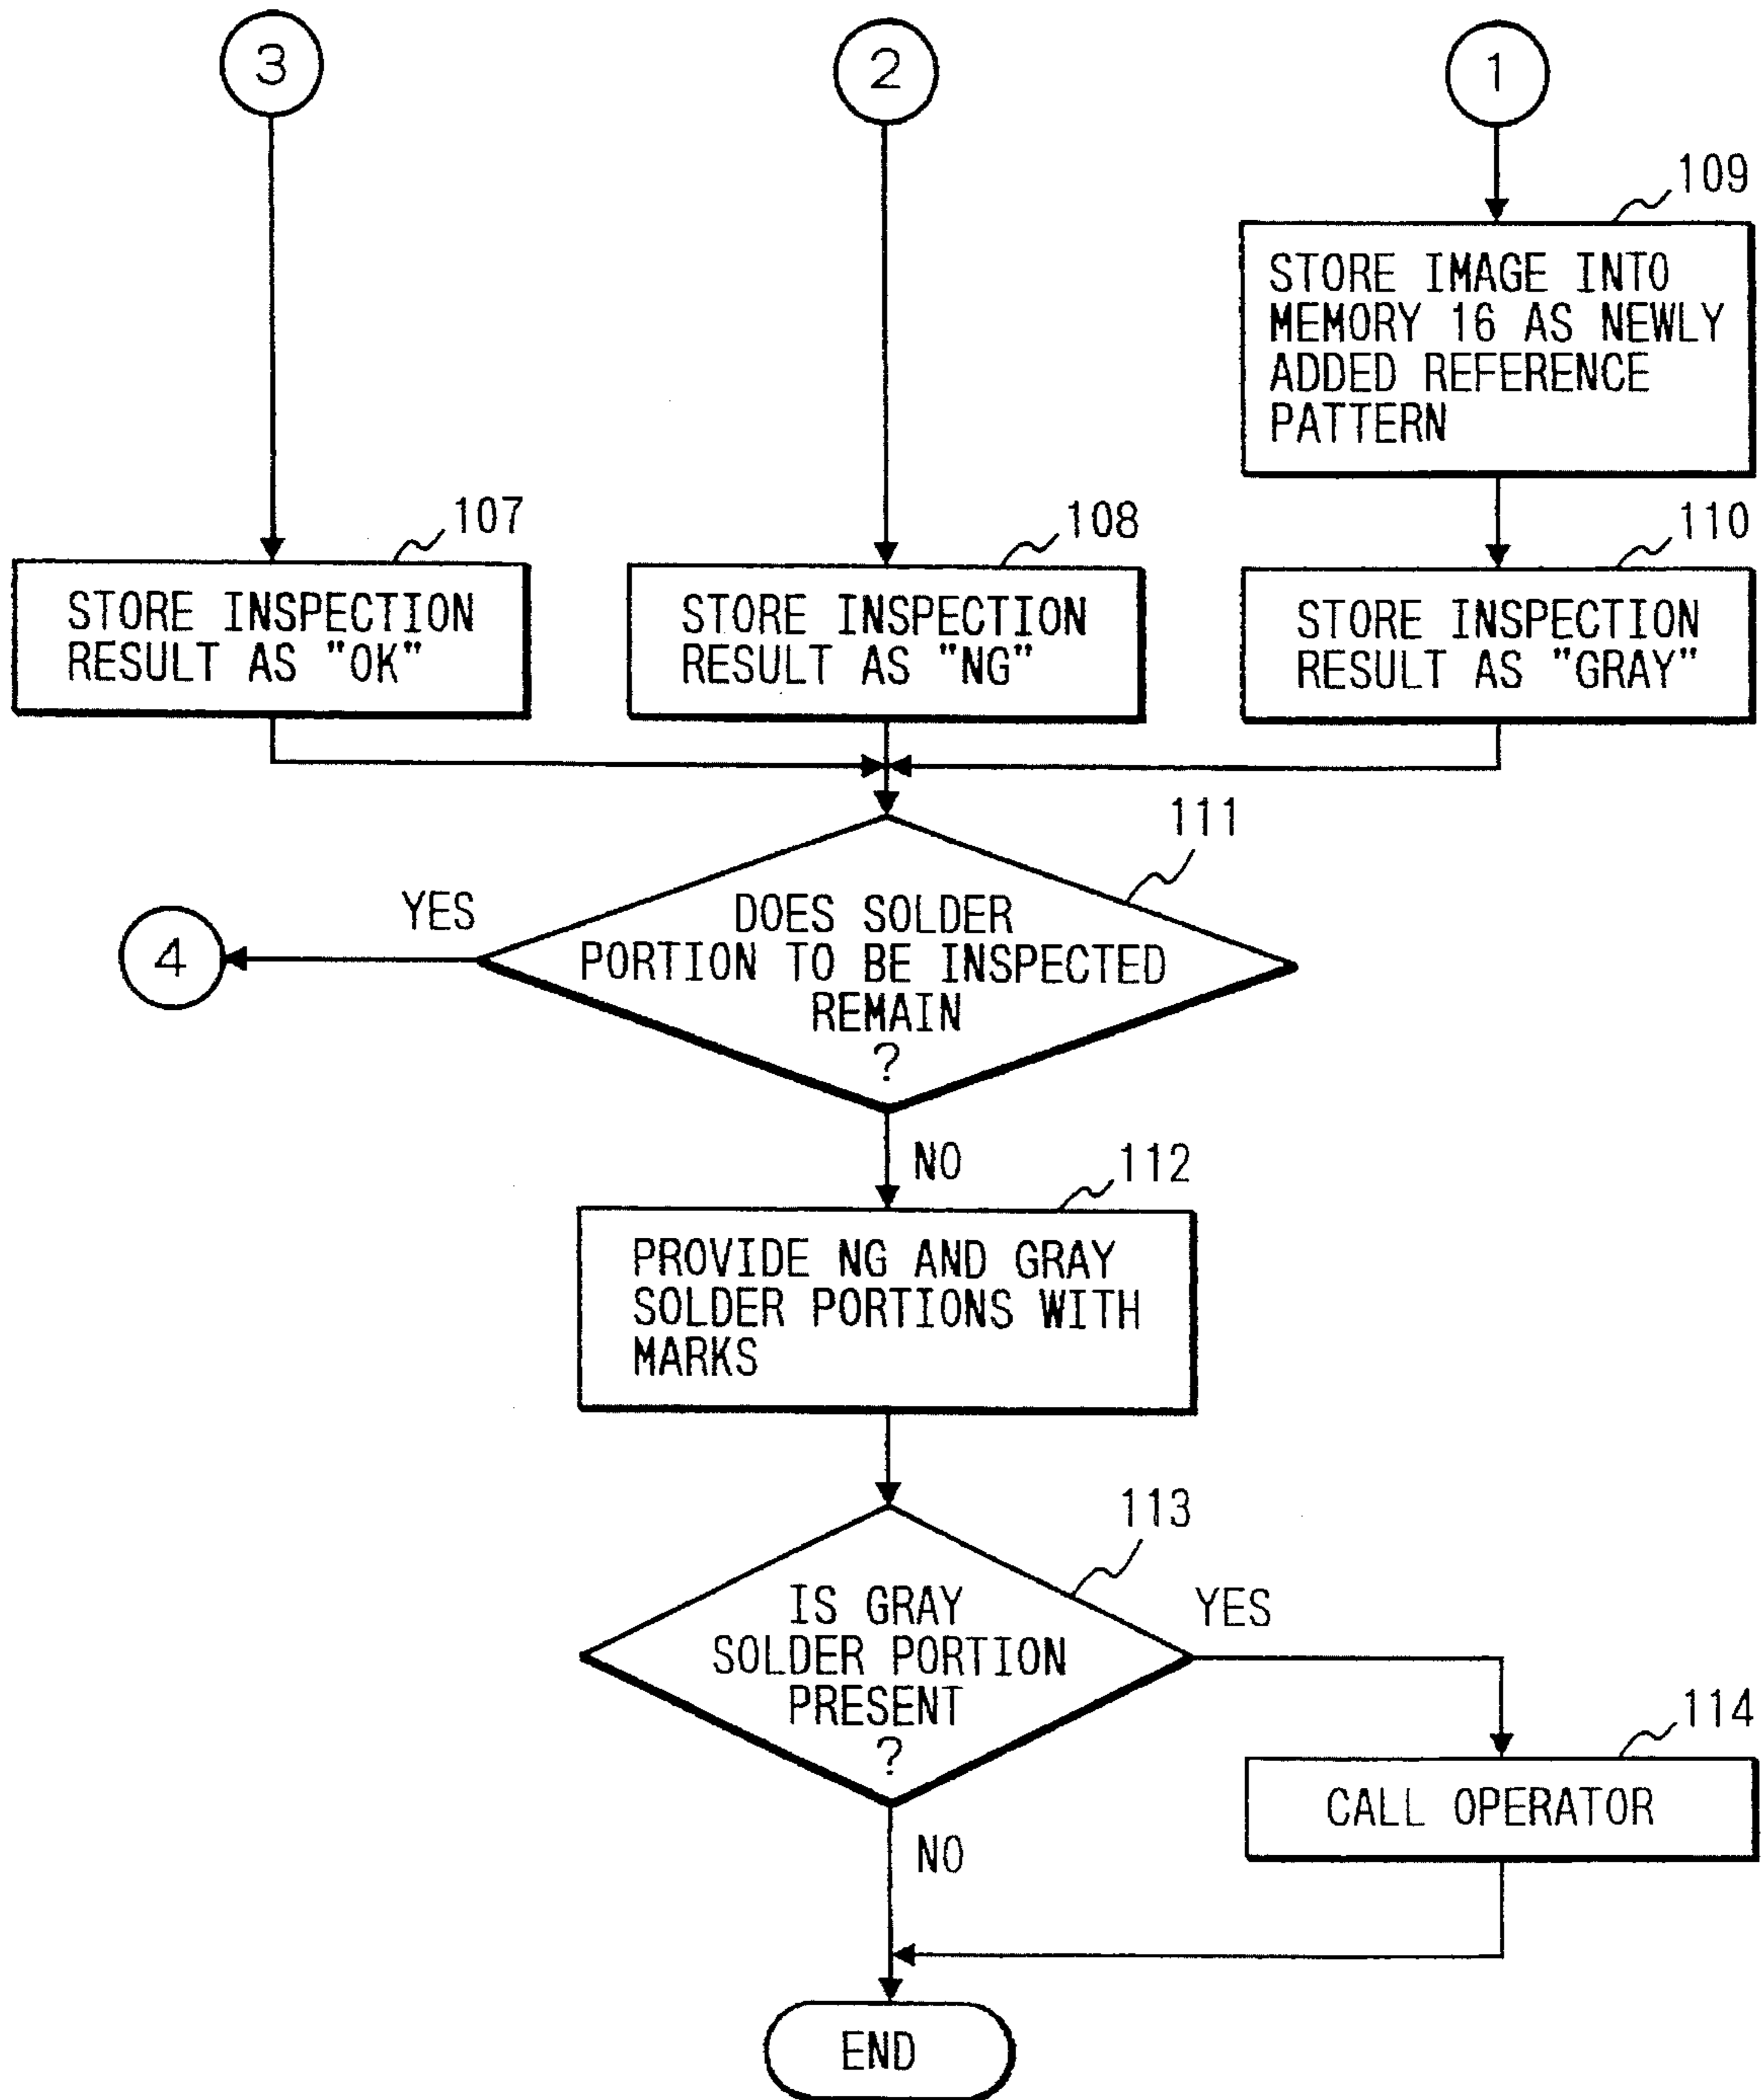 3
2
1
109
STORE IMAGE INTO
MEMORY 16 AS NEWLY
ADDED REFERENCE
PATTERN
107
STORE INSPECTION
RESULT AS "OK"
108
STORE INSPECTION
RESULT AS "NG"
110
STORE INSPECTION
RESULT AS "GRAY"
111
DOES SOLDER
PORTION TO BE INSPECTED
REMAIN
?
YES
4
NO
112
PROVIDE NG AND GRAY
SOLDER PORTIONS WITH
MARKS
113
IS GRAY
SOLDER PORTION
PRESENT
?
YES
114
CALL OPERATOR
NO
END